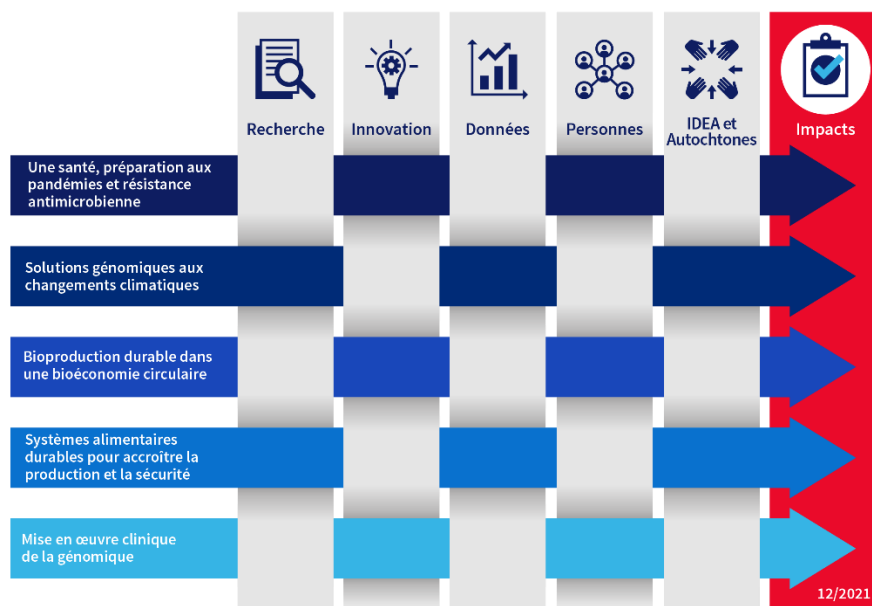 Recherche
Innovation
Données
Personnes
IDEA et
Autochtones
Impacts
Une santé, préparation aux
pandémies et résistance
antimicrobienne
Solutions génomiques aux
changements climatiques
Bioproduction durable dans
une bioéconomie circulaire
Systèmes alimentaires
durables pour accroître la
production et la sécurité
Mise en œuvre clinique
de la génomique
12/2021